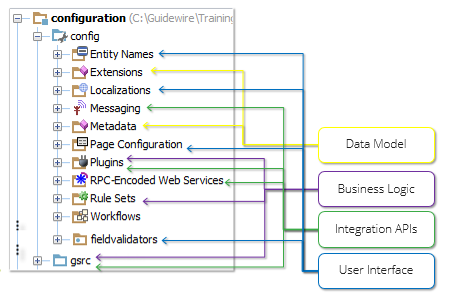 configuration (C:\Guidewire\Training
config
Entity Names
Extensions
Localizations
Messaging
Metadata
Page Configuration
Plugins
RPC-Encoded Web Services
Rule Sets
Workflows
fieldvalidators
gsrc
Data Model
Business Logic
Integration APIs
User Interface